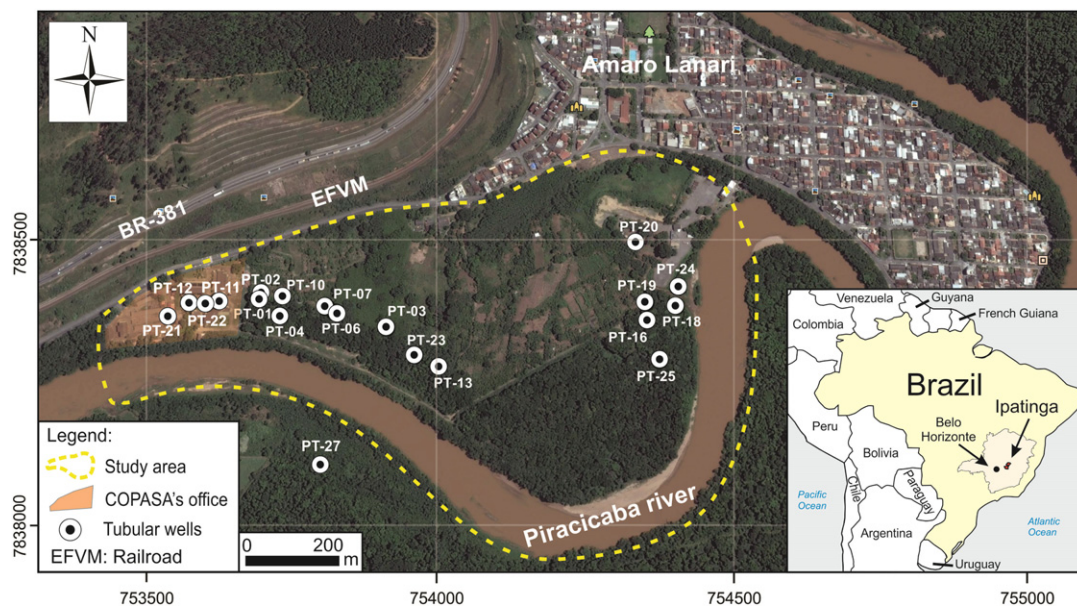 N
Amaro Lanari
BR-381
EFVM
7838500
7838000
PT-20
PT-24
PT-02
PT-10
PT-12
PT-11
PT-07
PT-19
PT-01
PT-03
PT-18
PT-21
PT-22
PT-04
PT-06
PT-16
PT-23
PT-25
PT-13
PT-27
Piracicaba river
Legend:
Study area
COPASA's office
Tubular wells
EFVM: Railroad
0
200
m
Venezuela
Guyana
French Guiana
Colombia
Brazil
Ipatinga
Belo
Horizonte
Peru
Bolivia
Paraguay
Chile
Pacific
Ocean
Atlantic
Ocean
Argentina
Uruguay
753500
754000
754500
755000